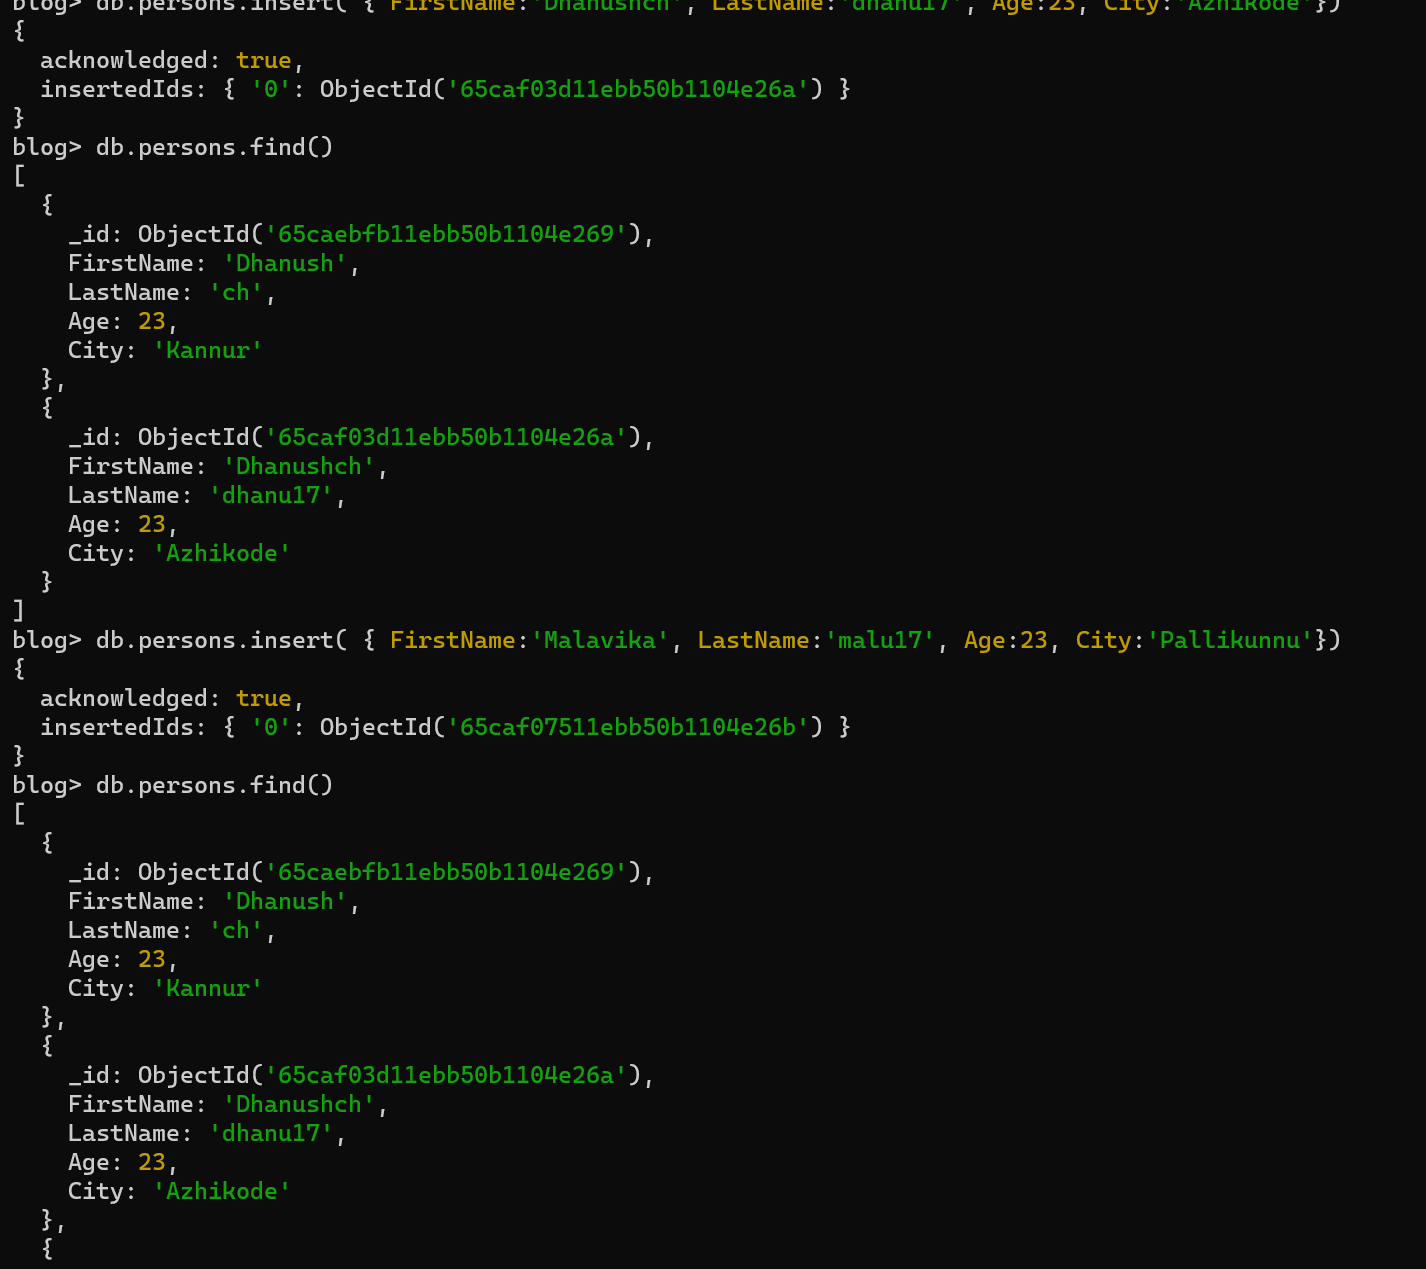 blog> db.persons.insert( { FirstName:'Dhanushch', LastName:'dhanu17', Age:23, City:'Azhikode'})
{
  acknowledged: true,
  insertedIds: { '0': ObjectId('65caf03d11ebb50b1104e26a') }
}
blog> db.persons.find()
[
  {
    _id: ObjectId('65caebfb11ebb50b1104e269'),
    FirstName: 'Dhanush',
    LastName: 'ch',
    Age: 23,
    City: 'Kannur'
  },
  {
    _id: ObjectId('65caf03d11ebb50b1104e26a'),
    FirstName: 'Dhanushch',
    LastName: 'dhanu17',
    Age: 23,
    City: 'Azhikode'
  }
]
blog> db.persons.insert( { FirstName:'Malavika', LastName:'malu17', Age:23, City:'Pallikunnu'})
{
  acknowledged: true,
  insertedIds: { '0': ObjectId('65caf07511ebb50b1104e26b') }
}
blog> db.persons.find()
[
  {
    _id: ObjectId('65caebfb11ebb50b1104e269'),
    FirstName: 'Dhanush',
    LastName: 'ch',
    Age: 23,
    City: 'Kannur'
  },
  {
    _id: ObjectId('65caf03d11ebb50b1104e26a'),
    FirstName: 'Dhanushch',
    LastName: 'dhanu17',
    Age: 23,
    City: 'Azhikode'
  },
  {